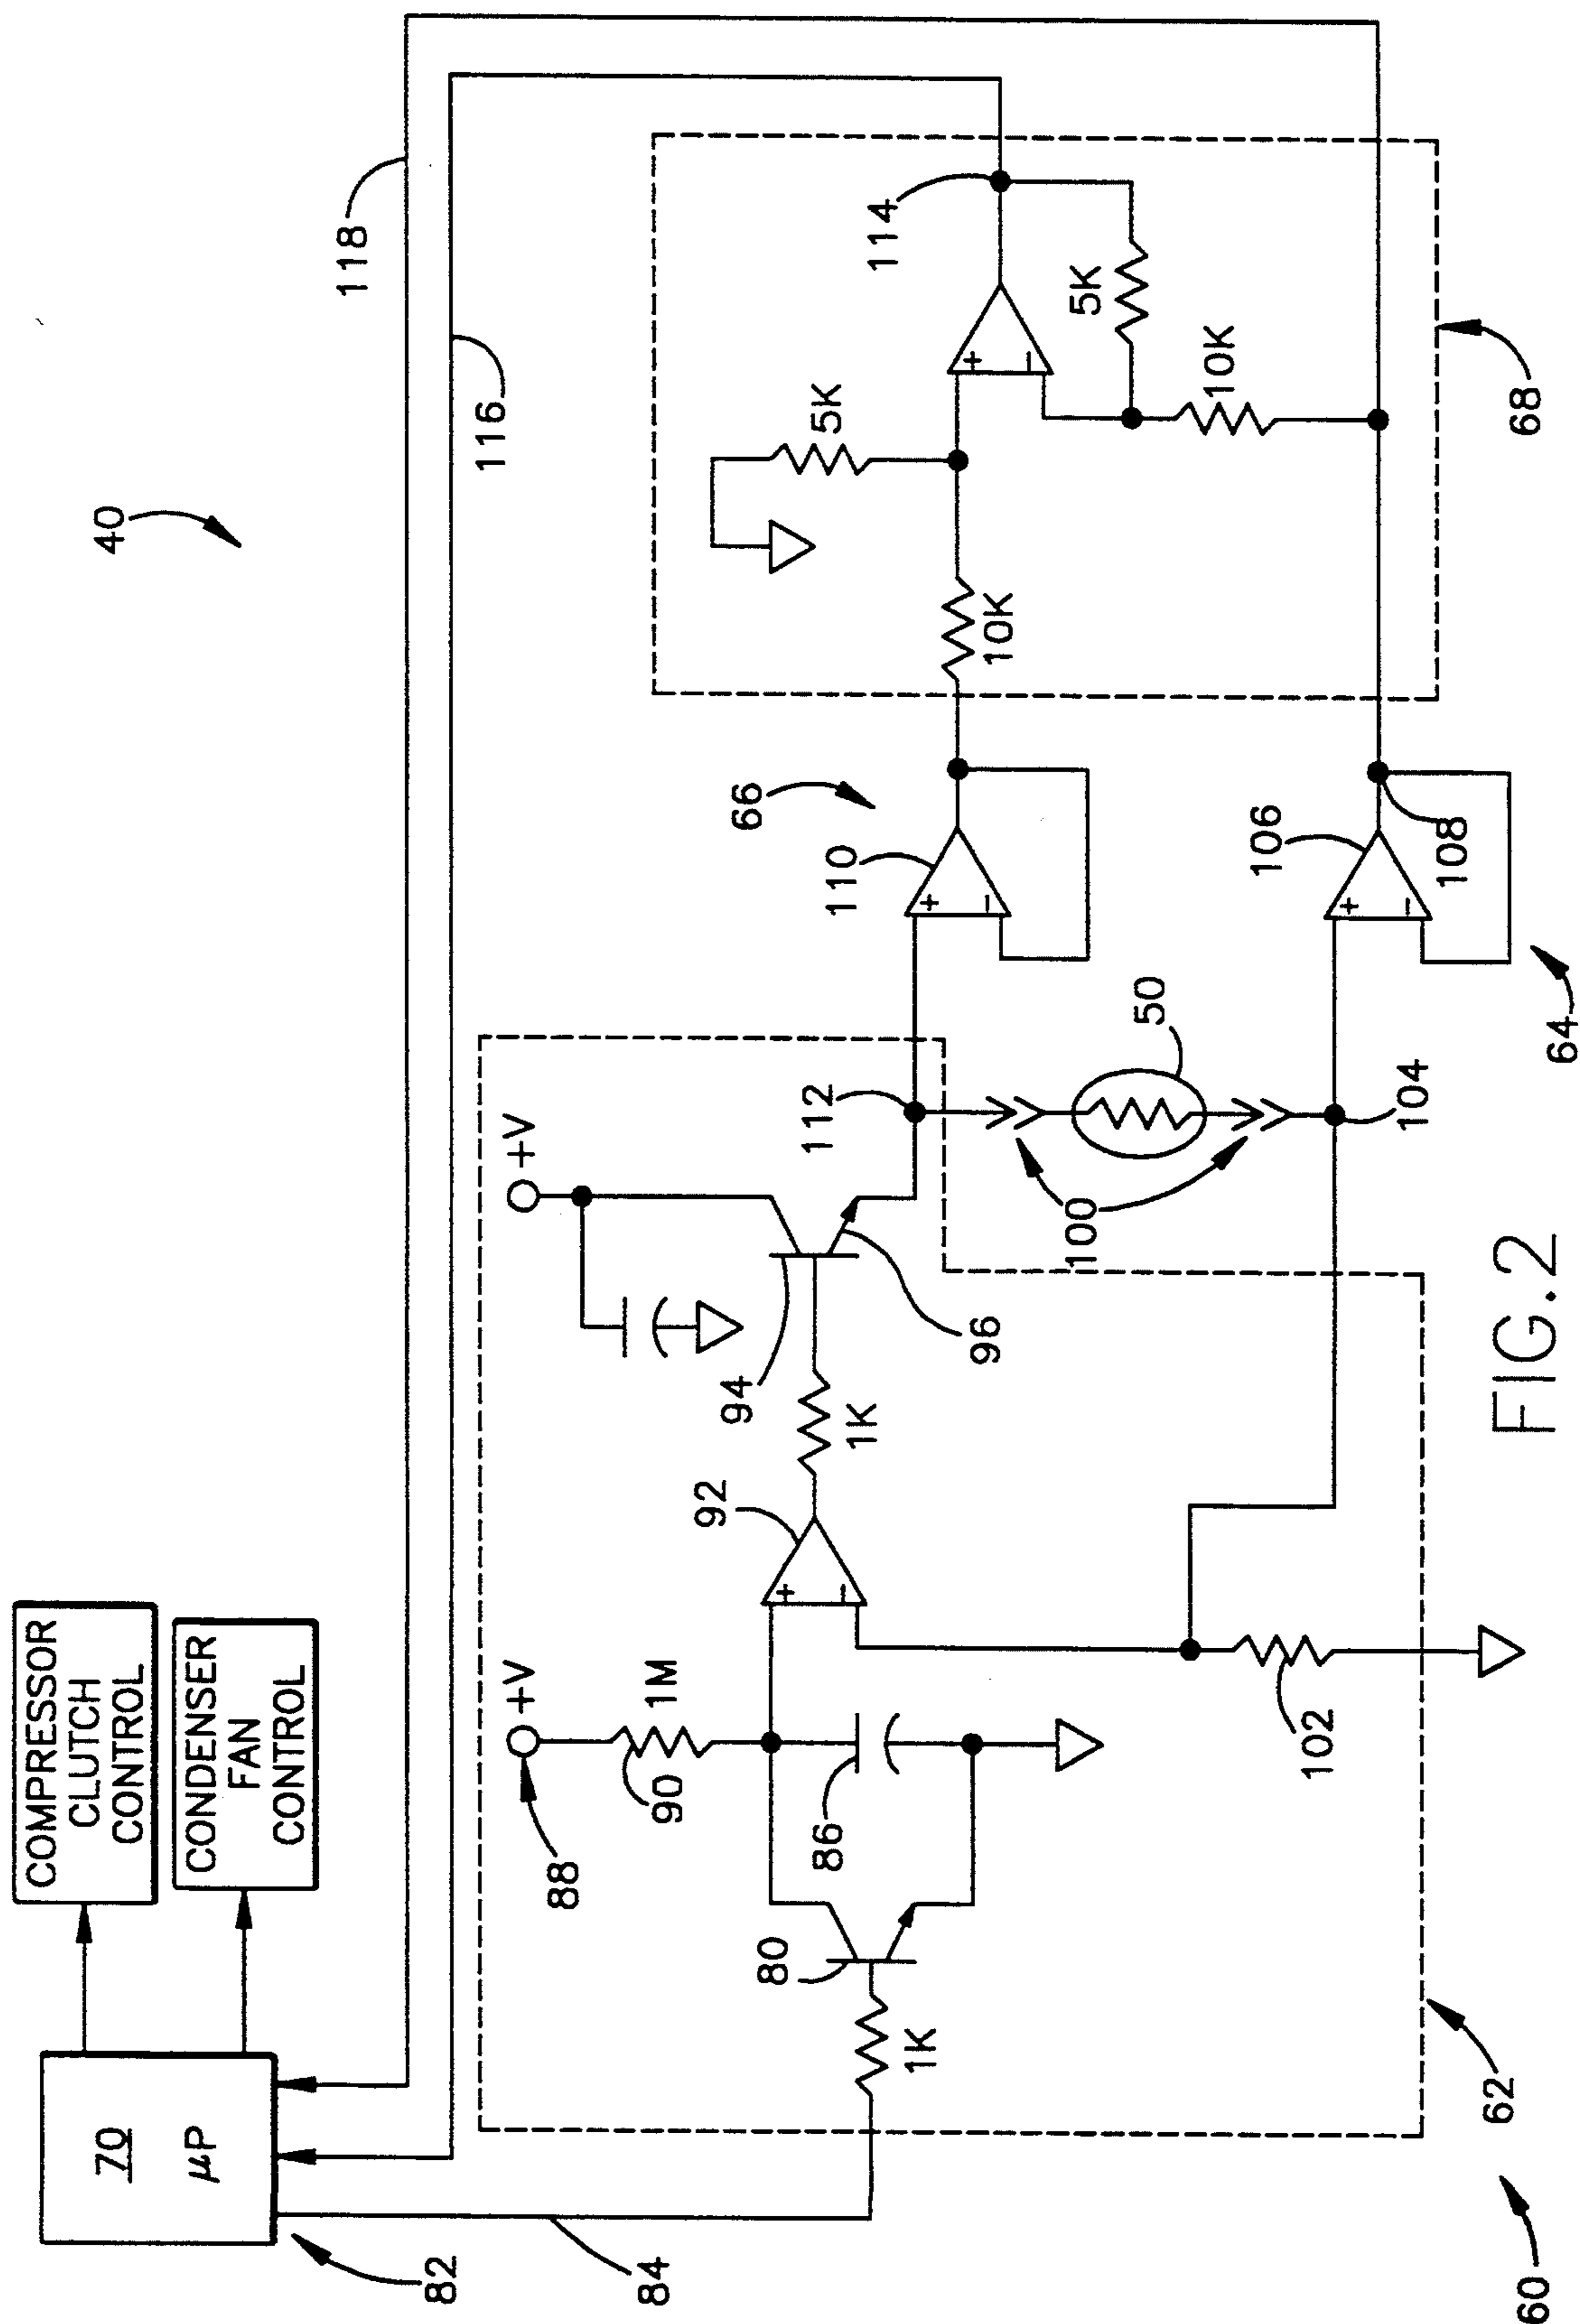 COMPRESSOR
CLUTCH
CONTROL
CONDENSER
FAN
CONTROL
70
µP
82
84
40
118
116
88
+V
90
1M
80
1K
86
92
1K
94
96
+V
112
102
62
60
100
50
104
110
66
106
108
64
10K
5K
114
5K
10K
68
+
−
+
−
+
−
+
−
FIG.2